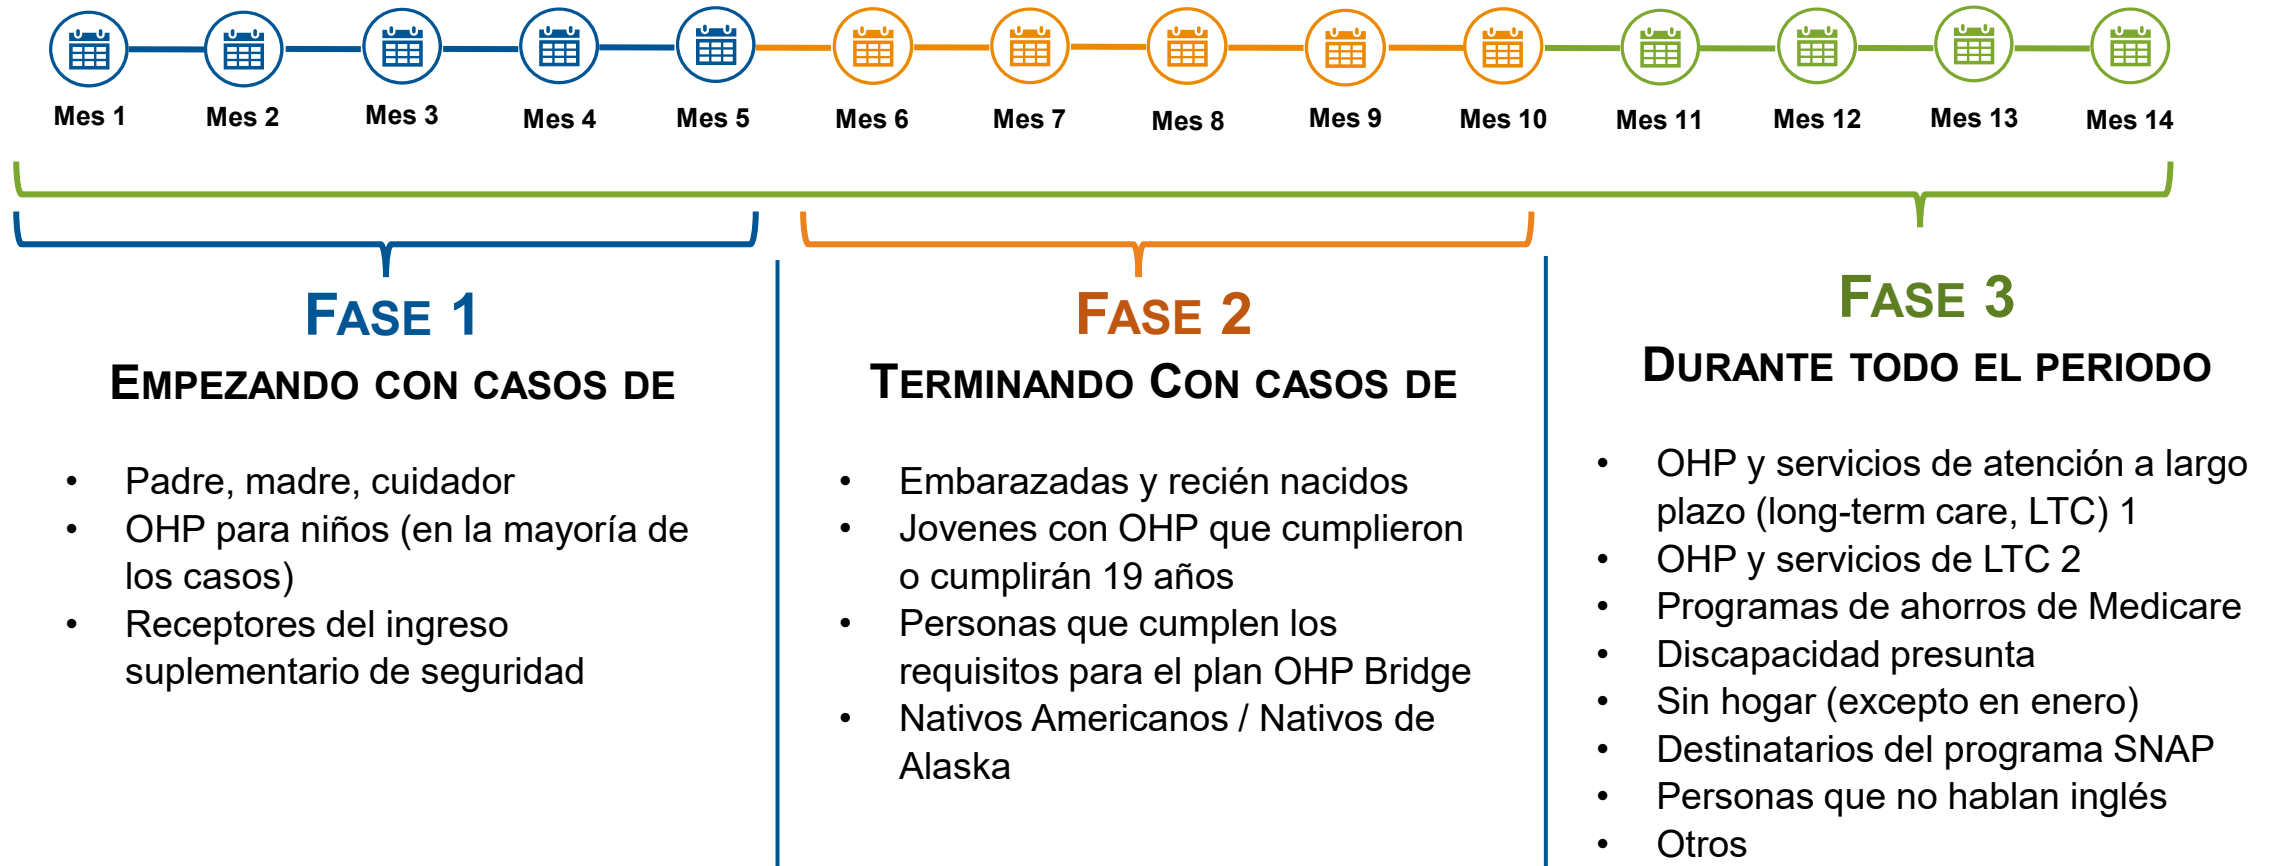 Mes 1 Mes 2 Mes 3 Mes 4 Mes 5 Mes 6 Mes 7 Mes 8 Mes 9 Mes 10 Mes 11 Mes 12 Mes 13 Mes 14
FASE 1
EMPEZANDO CON CASOS DE
• Padre, madre, cuidador
• OHP para niños (en la mayoría de
los casos)
• Receptores del ingreso
suplementario de seguridad
FASE 2
TERMINANDO CON CASOS DE
• Embarazadas y recién nacidos
• Jovenes con OHP que cumplieron
o cumplirán 19 años
• Personas que cumplen los
requisitos para el plan OHP Bridge
• Nativos Americanos / Nativos de
Alaska
FASE 3
DURANTE TODO EL PERIODO
• OHP y servicios de atención a largo
plazo (long-term care, LTC) 1
• OHP y servicios de LTC 2
• Programas de ahorros de Medicare
• Discapacidad presunta
• Sin hogar (excepto en enero)
• Destinatarios del programa SNAP
• Personas que no hablan inglés
• Otros